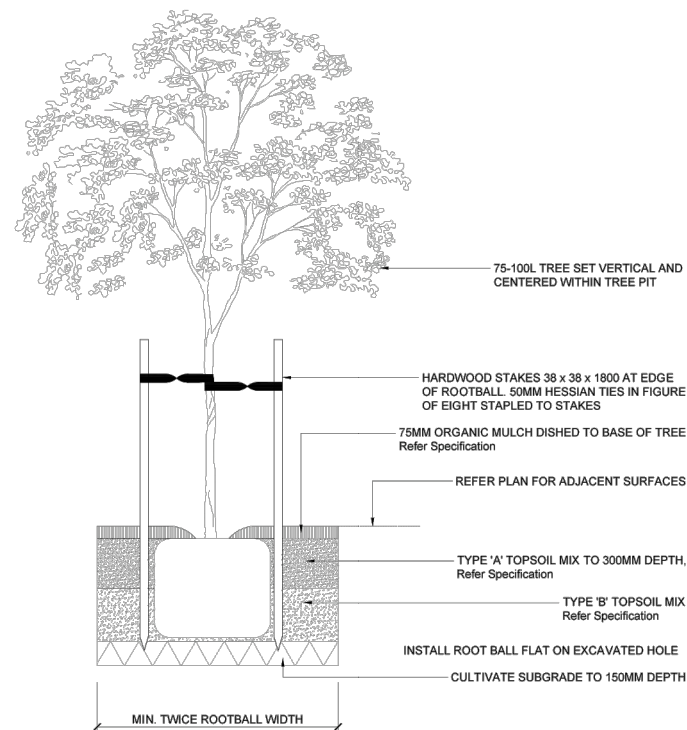 75-100L TREE SET VERTICAL AND
CENTERED WITHIN TREE PIT
HARDWOOD STAKES 38 x 38 x 1800 AT EDGE
OF ROOTBALL. 50MM HESSIAN TIES IN FIGURE
OF EIGHT STAPLED TO STAKES
75MM ORGANIC MULCH DISHED TO BASE OF TREE
Refer Specification
REFER PLAN FOR ADJACENT SURFACES
TYPE 'A' TOPSOIL MIX TO 300MM DEPTH,
Refer Specification
TYPE 'B' TOPSOIL MIX
Refer Specification
INSTALL ROOT BALL FLAT ON EXCAVATED HOLE
CULTIVATE SUBGRADE TO 150MM DEPTH
MIN. TWICE ROOTBALL WIDTH